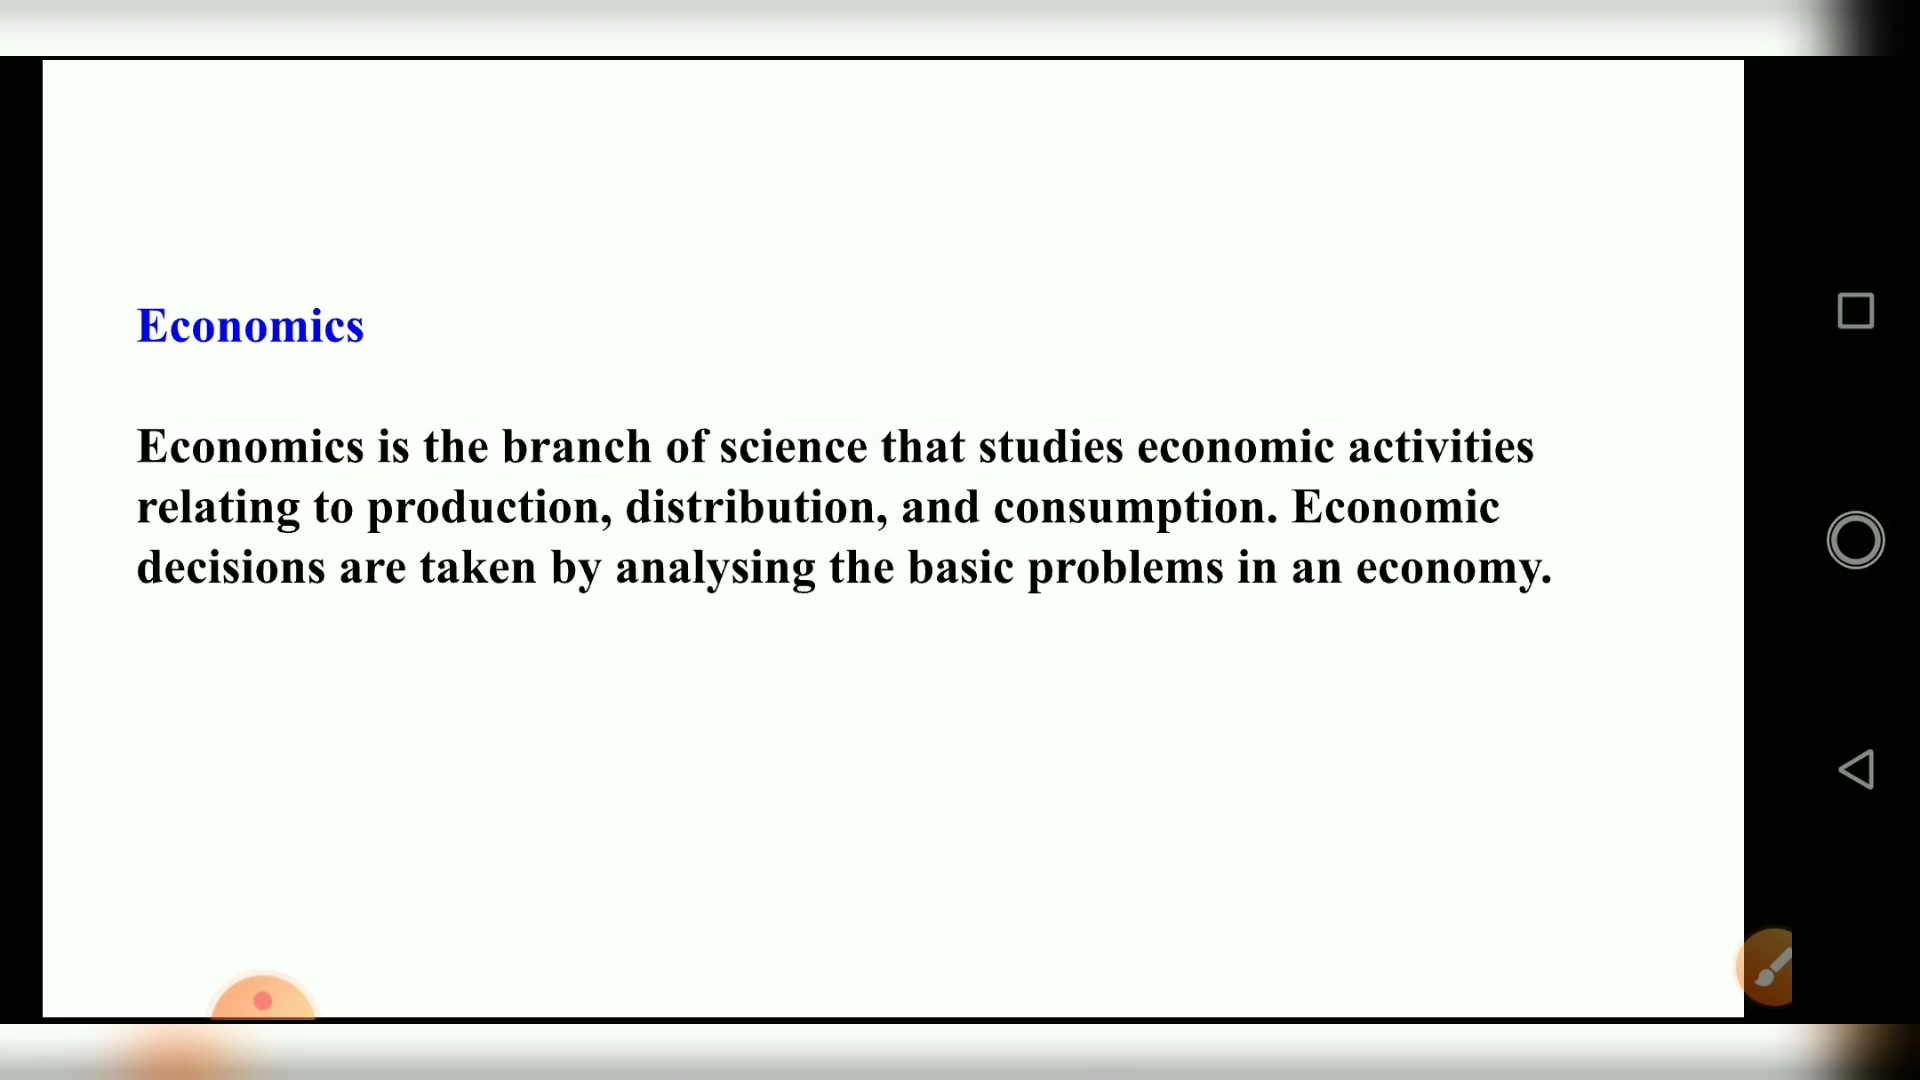 Economics
Economics is the branch of science that studies economic activities
relating to production, distribution, and consumption. Economic
decisions are taken by analysing the basic problems in an economy.